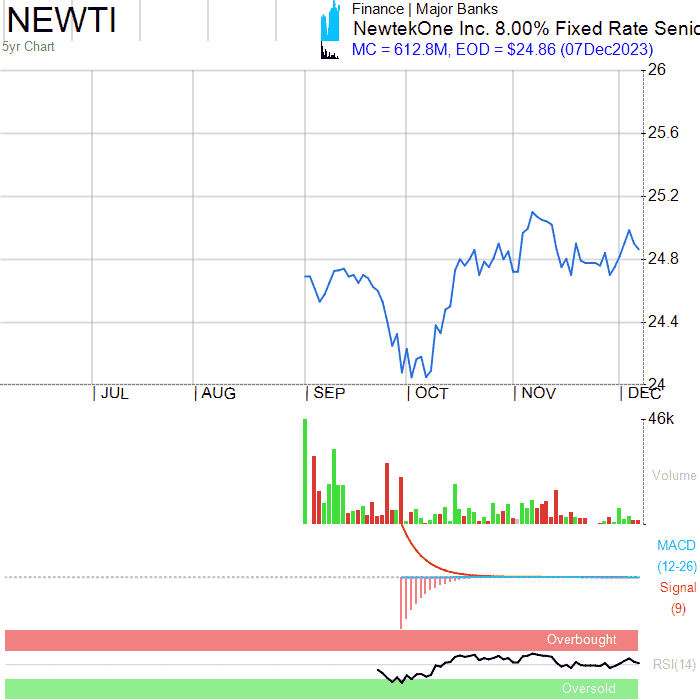 NEWTI
5yr Chart
Finance | Major Banks
NewtekOne Inc. 8.00% Fixed Rate Senio
MC = 612.8M, EOD = $24.86 (07Dec2023)
26
25.6
25.2
24.8
24.4
24
JUL
AUG
SEP
OCT
NOV
DEC
46k
Volume
MACD
(12-26)
Signal
(9)
Overbought
RSI(14)
Oversold